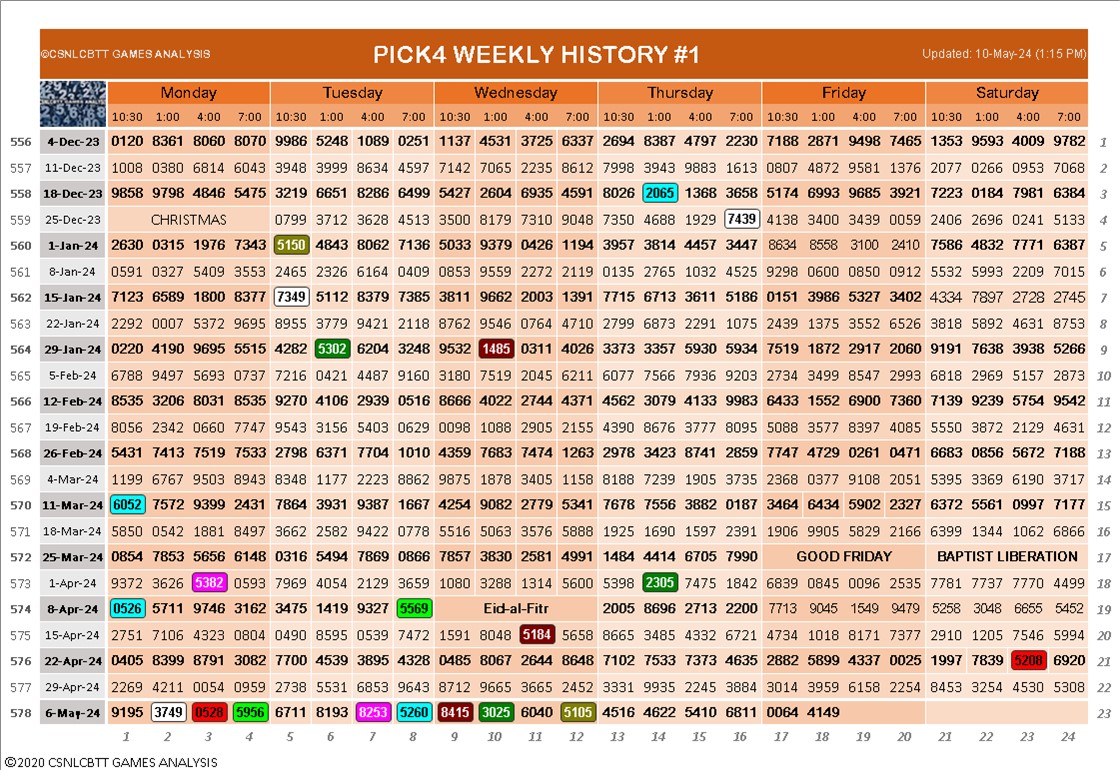 ©CSNLCBTT GAMES ANALYSIS PICK4 WEEKLY HISTORY #1 Updated: 10-May-24 (1:15 PM)
Monday Tuesday Wednesday Thursday Friday Saturday
10:30 1:00 4:00 7:00 10:30 1:00 4:00 7:00 10:30 1:00 4:00 7:00 10:30 1:00 4:00 7:00 10:30 1:00 4:00 7:00 10:30 1:00 4:00 7:00
556 4-Dec-23 0120 8361 8060 8070 9986 5248 1089 0251 1137 4531 3725 6337 2694 8387 4797 2230 7188 2871 9498 7465 1353 9593 4009 9782 1
557 11-Dec-23 1008 0380 6814 6043 3948 3999 8634 4597 7142 7065 2235 8612 7998 3943 9883 1613 0807 4872 9581 1376 2077 0266 0953 7068 2
558 18-Dec-23 9858 9798 4846 5475 3219 6651 8286 6499 5427 2604 6935 4591 8026 2065 1368 3658 5174 6993 9685 3921 7223 0184 7981 6384 3
559 25-Dec-23 CHRISTMAS 0799 3712 3628 4513 3500 8179 7310 9048 7350 4688 1929 7439 4138 3400 3439 0059 2406 2696 0241 5133 4
560 1-Jan-24 2630 0315 1976 7343 5150 4843 8062 7136 5033 9379 0426 1194 3957 3814 4457 3447 8634 8558 3100 2410 7586 4832 7771 6387 5
561 8-Jan-24 0591 0327 5409 3553 2465 2326 6164 0409 0853 9559 2272 2119 0135 2765 1032 4525 9298 0600 0850 0912 5532 5993 2209 7015 6
562 15-Jan-24 7123 6589 1800 8377 7349 5112 8379 7385 3811 9662 2003 1391 7715 6713 3611 5186 0151 3986 5327 3402 4334 7897 2728 2745 7
563 22-Jan-24 2292 0007 5372 9695 8955 3779 9421 2118 8762 9546 0764 4710 2799 6873 2291 1075 2439 1375 3552 6526 3818 5892 4631 8753 8
564 29-Jan-24 0220 4190 9695 5515 4282 5302 6204 3248 9532 1485 0311 4026 3373 3357 5930 5934 7519 1872 2917 2060 9191 7638 3938 5266 9
565 5-Feb-24 6788 9497 5693 0737 7216 0421 4487 9160 3180 7519 2045 6211 6077 7566 7936 9203 2734 3499 8547 2993 6818 2969 5157 2873 10
566 12-Feb-24 8535 3206 8031 8535 9270 4106 2939 0516 8666 4022 2744 4371 4562 3079 4133 9983 6433 1552 6900 7360 7139 9239 5754 9542 11
567 19-Feb-24 8056 2342 0660 7747 9543 3156 5403 0629 0098 1088 2905 2155 4390 8676 3777 8095 5088 3577 8397 4085 5550 3872 2129 4631 12
568 26-Feb-24 5431 7413 7519 7533 2798 6371 7704 1010 4359 7683 7474 1263 2978 3423 8741 2859 7747 4729 0261 0471 6683 0856 5672 7188 13
569 4-Mar-24 1199 6767 9503 8943 8348 1177 2223 8862 9875 1878 3405 1158 8188 7239 1905 3735 2368 0377 9108 2051 5395 3369 6190 3717 14
570 11-Mar-24 6052 7572 9399 2431 7864 3931 9387 1667 4254 9082 2779 5341 7678 7556 3882 0187 3464 6434 5902 2327 6372 5561 0997 7177 15
571 18-Mar-24 5850 0542 1881 8497 3662 2582 9422 0778 5516 5063 3576 5888 1925 1690 1597 2391 1906 9905 5829 2166 6399 1344 1062 6866 16
572 25-Mar-24 0854 7853 5656 6148 0316 5494 7869 0866 7857 3830 2581 4991 1484 4414 6705 7990 GOOD FRIDAY BAPTIST LIBERATION 17
573 1-Apr-24 9372 3626 5382 0593 7969 4054 2129 3659 1080 3288 1314 5600 5398 2305 7475 1842 6839 0845 0096 2535 7781 7737 7770 4499 18
574 8-Apr-24 0526 5711 9746 3162 3475 1419 9327 5569 Eid-al-Fitr 2005 8696 2713 2200 7713 9045 1549 9479 5258 3048 6655 5452 19
575 15-Apr-24 2751 7106 4323 0804 0490 8595 0539 7472 1591 8048 5184 5658 8665 3485 4332 6721 4734 1018 8171 7377 2910 1205 7546 5994 20
576 22-Apr-24 0405 8399 8791 3082 7700 4539 3895 4328 0485 8067 2644 8648 7102 7533 7373 4635 2882 5899 4337 0025 1997 7839 5208 6920 21
577 29-Apr-24 2269 4211 0054 0959 2738 5531 6853 9643 8712 9665 3665 2452 3331 9935 2245 3884 3014 3959 6158 2254 8453 3254 4530 5308 22
578 6-May-24 9195 3749 0528 5956 6711 8193 8253 5260 8415 3025 6040 5105 4516 4622 5410 6811 0064 4149 23
1 2 3 4 5 6 7 8 9 10 11 12 13 14 15 16 17 18 19 20 21 22 23 24
©2020 CSNLCBTT GAMES ANALYSIS